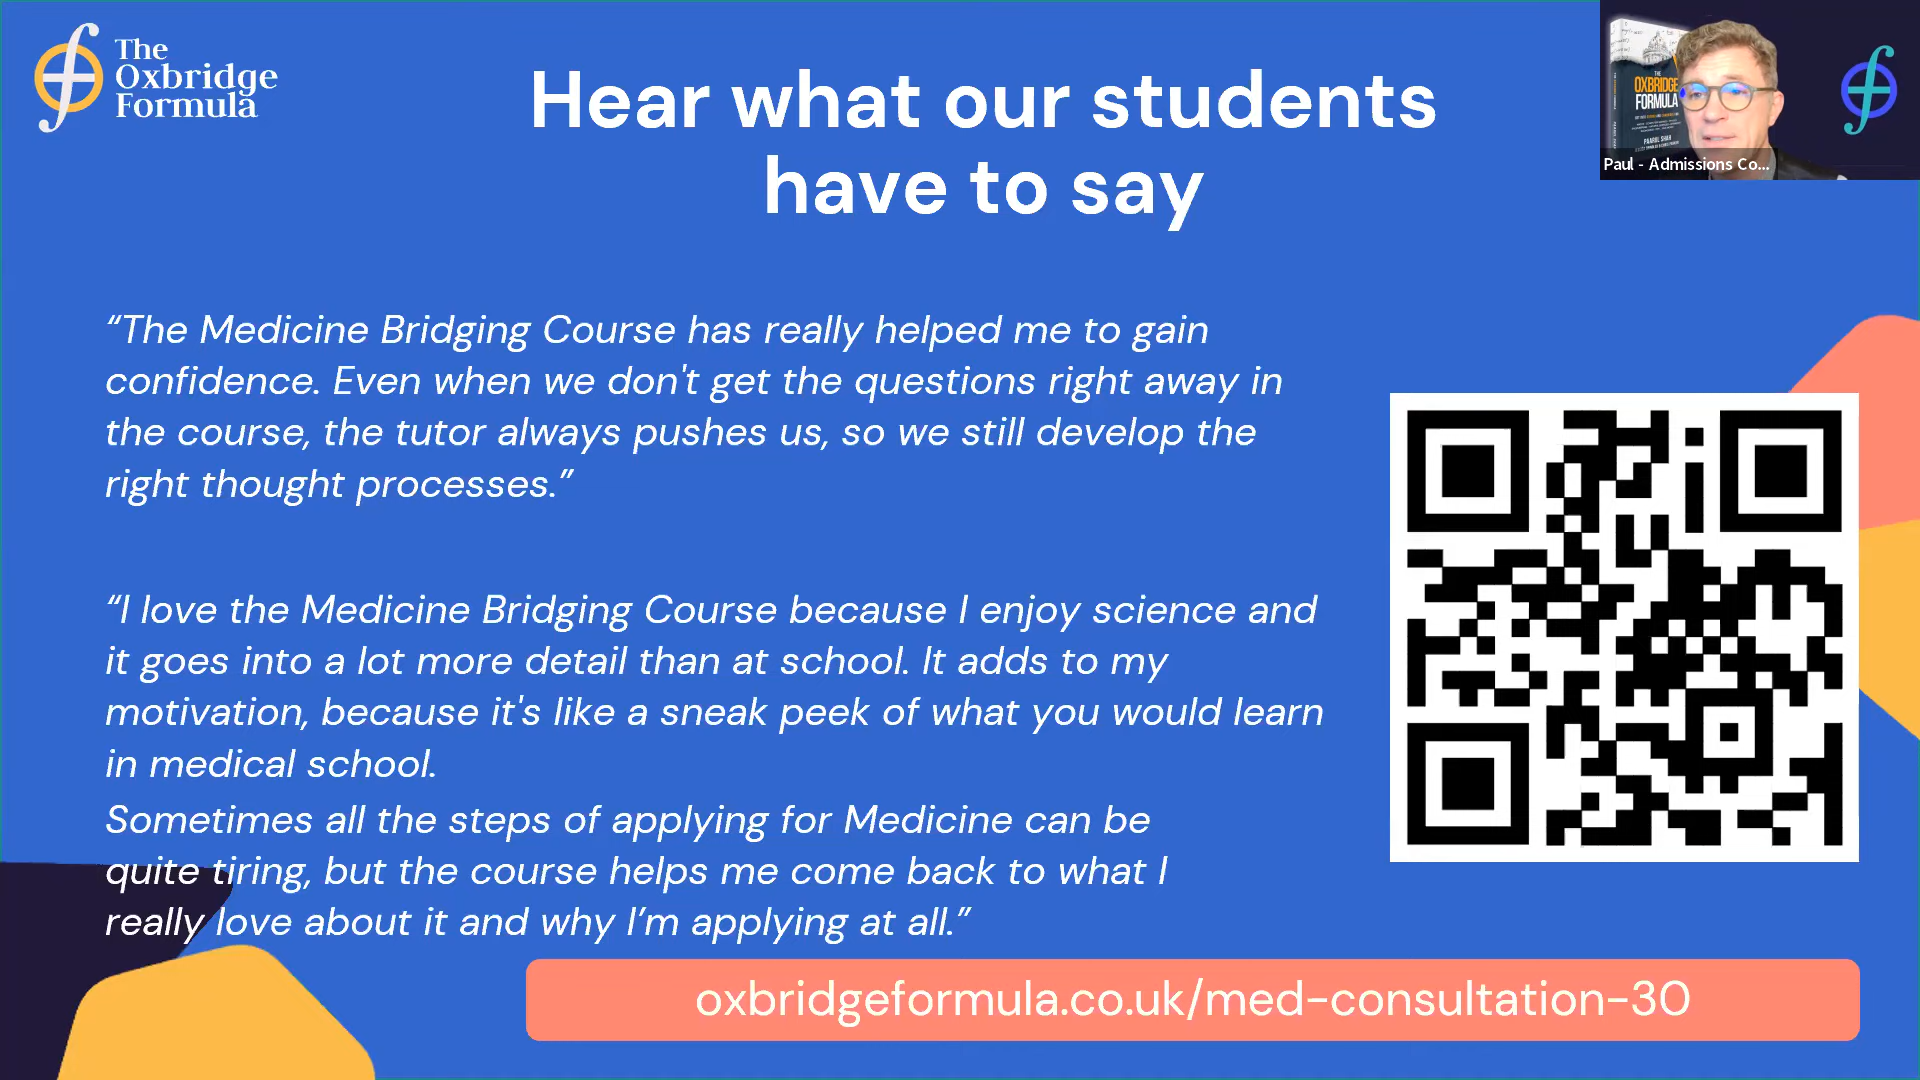 The
Oxbridge
Formula
Hear what our students
have to say
“The Medicine Bridging Course has really helped me to gain
confidence. Even when we don't get the questions right away in
the course, the tutor always pushes us, so we still develop the
right thought processes.”
“I love the Medicine Bridging Course because I enjoy science and
it goes into a lot more detail than at school. It adds to my
motivation, because it's like a sneak peek of what you would learn
in medical school.
Sometimes all the steps of applying for Medicine can be
quite tiring, but the course helps me come back to what I
really love about it and why I’m applying at all.”
oxbridgeformula.co.uk/med-consultation-30
THE
OXBRIDGE
FORMULA
Paul - Admissions Co...